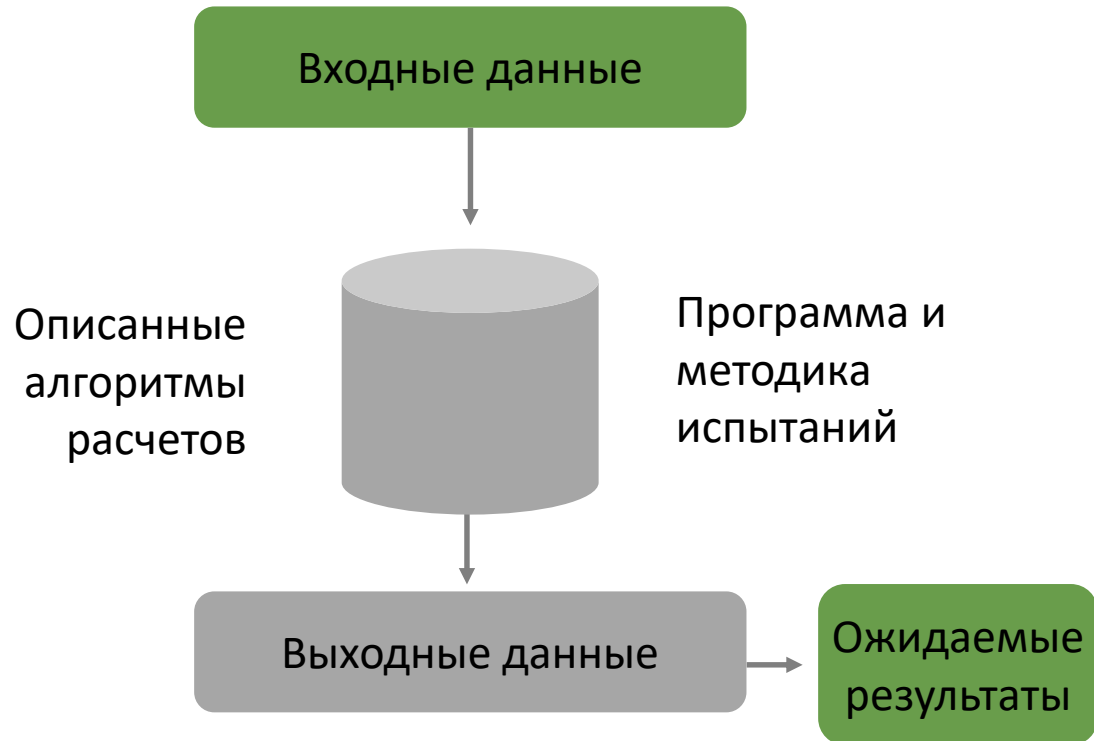 Входные данные
Описанные
алгоритмы
расчетов
Программа и
методика
испытаний
Выходные данные
Ожидаемые
результаты